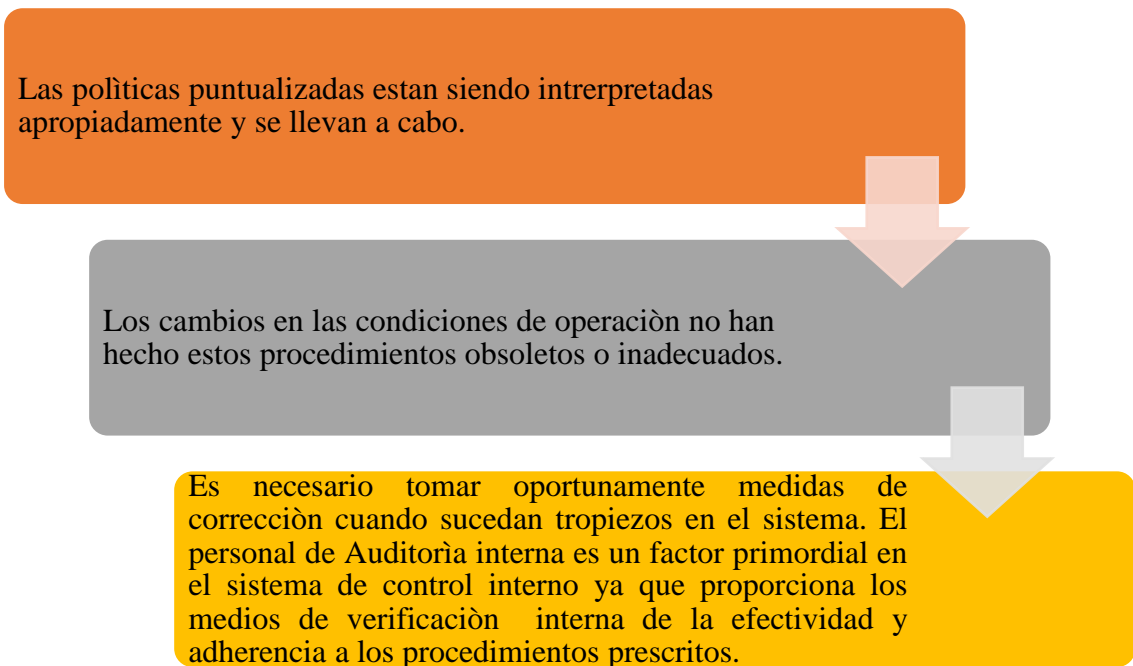 Las polìticas puntualizadas estan siendo intrerpretadas
apropiadamente y se llevan a cabo.
Los cambios en las condiciones de operaciòn no han
hecho estos procedimientos obsoletos o inadecuados.
Es necesario tomar oportunamente medidas de
correcciòn cuando sucedan tropiezos en el sistema. El
personal de Auditorìa interna es un factor primordial en
el sistema de control interno ya que proporciona los
medios de verificaciòn interna de la efectividad y
adherencia a los procedimientos prescritos.